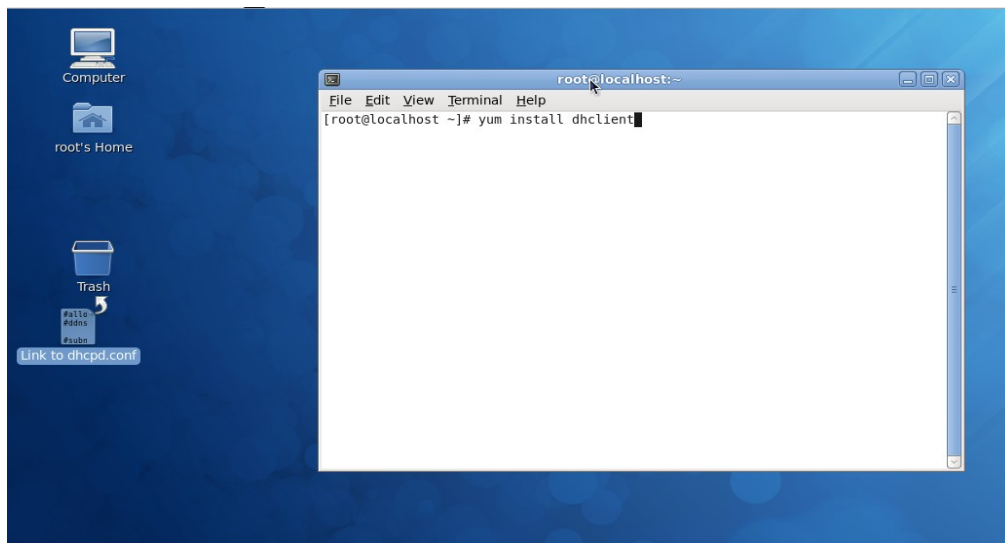 Computer
root's Home
Trash
#allo
#ddns
#subn
Link to dhcpd.conf
root@localhost:~
File Edit View Terminal Help
[root@localhost ~]# yum install dhclient